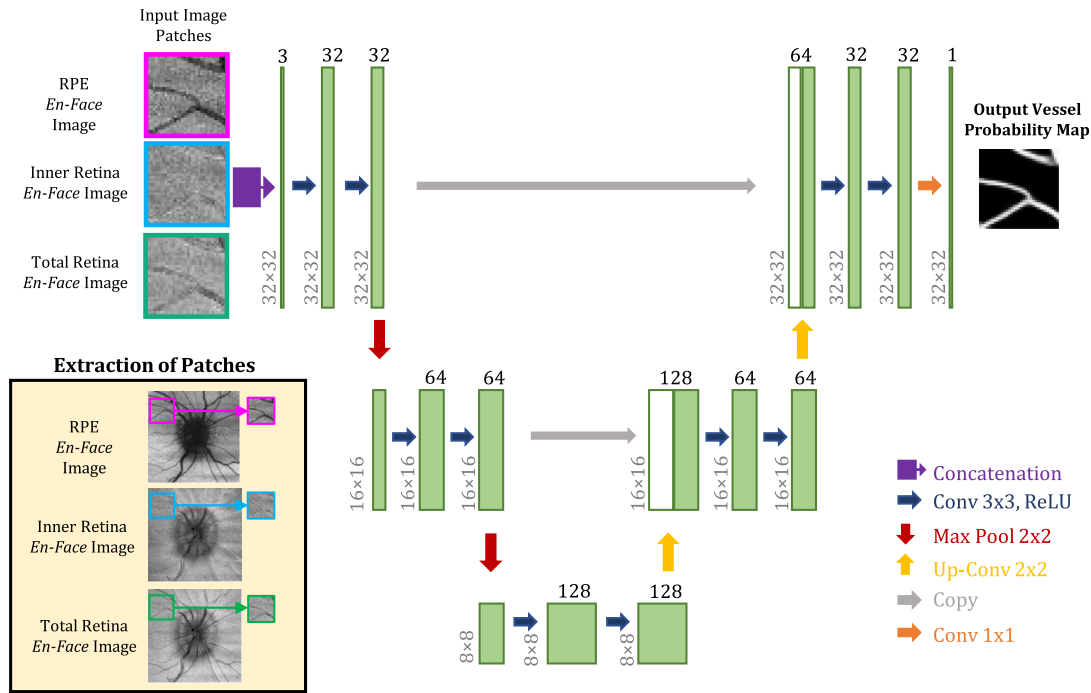 Input Image
Patches
RPE
En-Face
Image
Inner Retina
En-Face Image
Total Retina
En-Face Image
3
32
32
64
32
32
1
32×32
32×32
32×32
32×32
32×32
32×32
32×32
Output Vessel
Probability Map
Extraction of Patches
RPE
En-Face
Image
Inner Retina
En-Face Image
Total Retina
En-Face Image
64
64
128
64
64
16×16
16×16
16×16
16×16
16×16
16×16
128
128
8×8
8×8
8×8
Concatenation
Conv 3x3, ReLU
Max Pool 2x2
Up-Conv 2x2
Copy
Conv 1x1